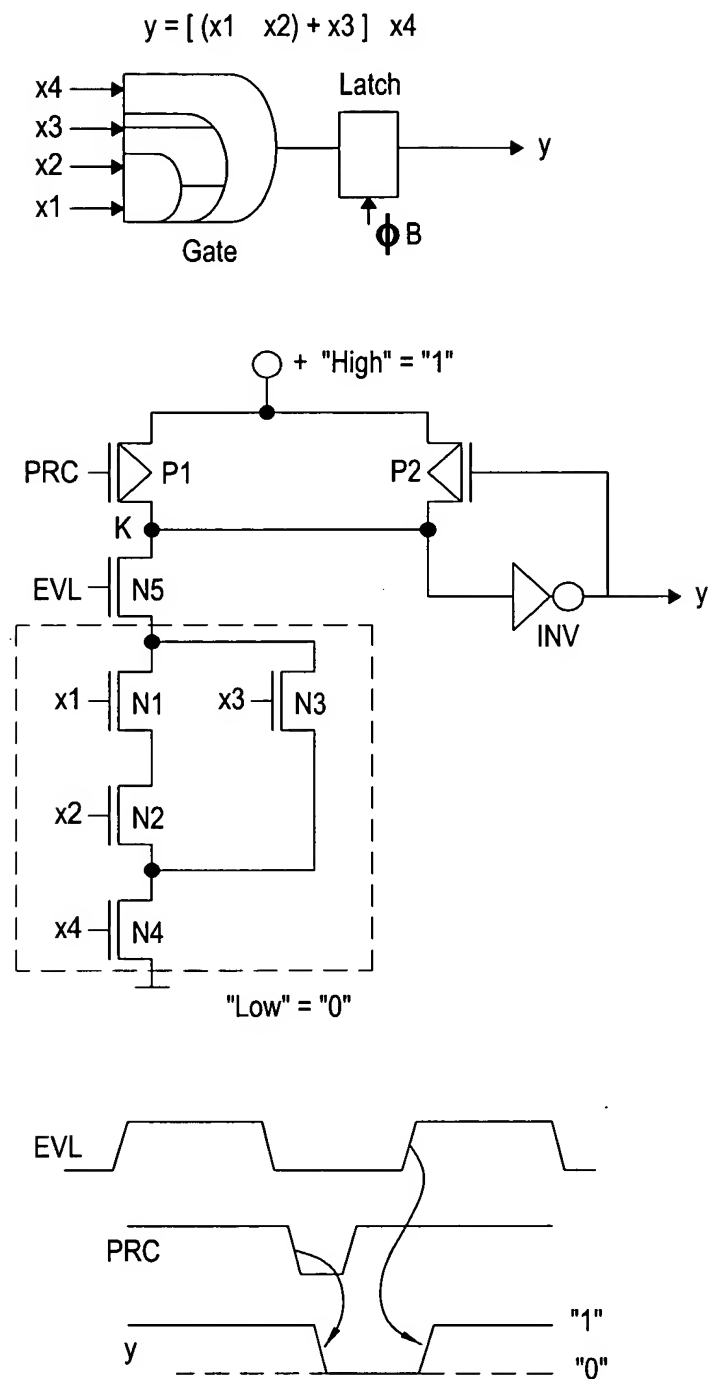 y = [ (x1 x2) + x3 ] x4
x4
x3
x2
x1
Gate
Latch
y
ϕ B
+ "High" = "1"
PRC
P1
P2
K
EVL
N5
y
INV
x1
N1
x3
N3
x2
N2
x4
N4
"Low" = "0"
EVL
PRC
y
"1"
"0"